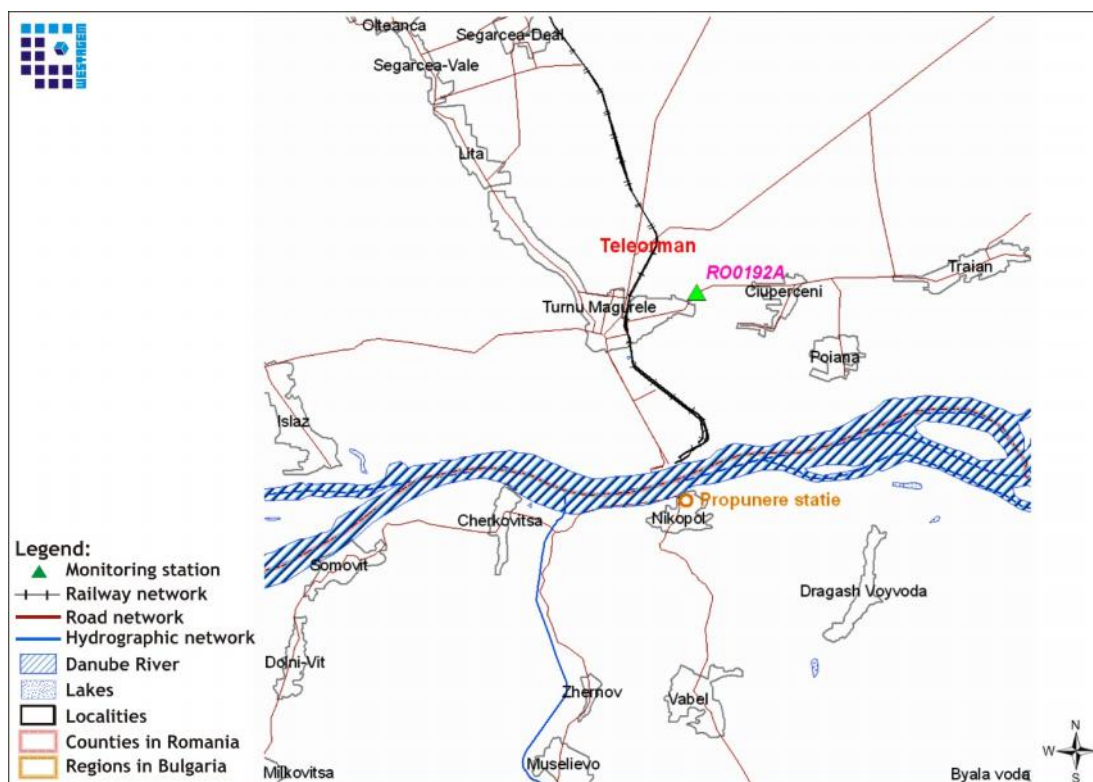 WESTAGEM
Olteanca
Segarcea-Deal
Segarcea-Vale
Lita
Teleorman
RO0192A
Traian
Ciuperceni
Turnu Magurele
Poiana
Islaz
Propunere statie
Cherkovitsa
Nikopol
Somovit
Dragash Voyvoda
Dolni-Vit
Zhernov
Vabel
Muselievo
Milkovitsa
Byala voda
Legend:
Monitoring station
Railway network
Road network
Hydrographic network
Danube River
Lakes
Localities
Counties in Romania
Regions in Bulgaria
N
W
E
S